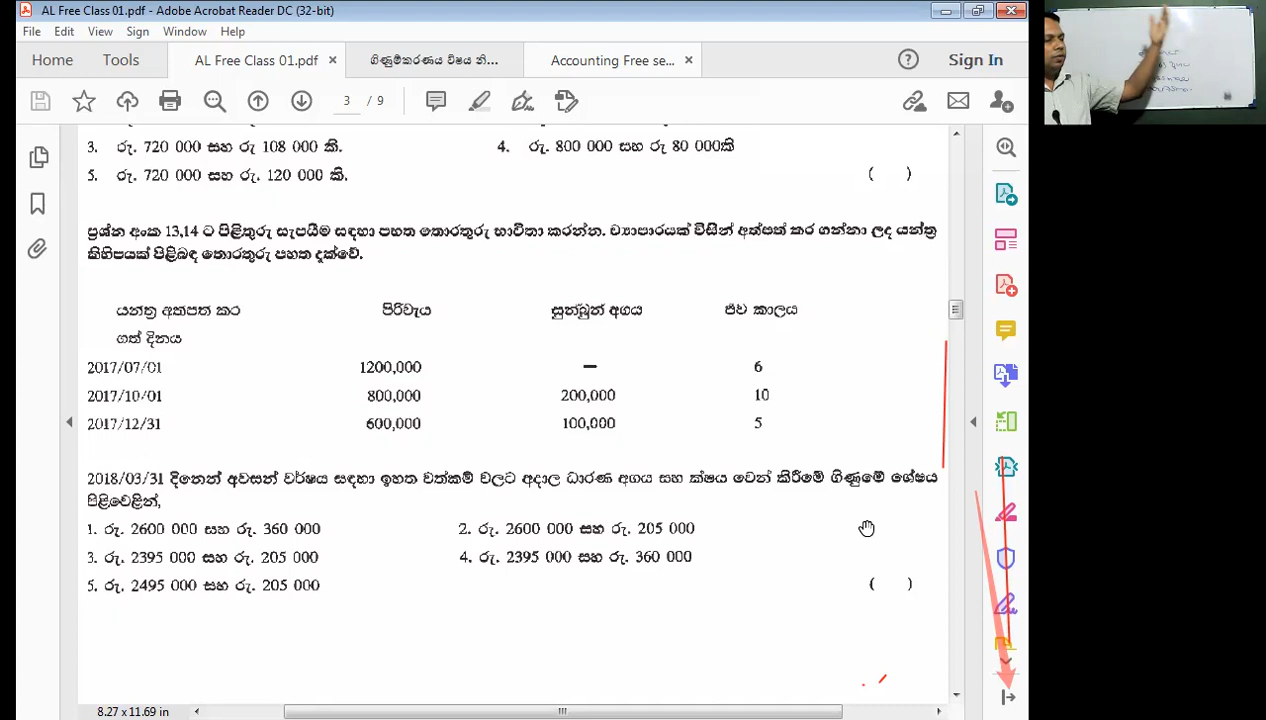 AL Free Class 01.pdf - Adobe Acrobat Reader DC (32-bit)
File Edit View Sign Window Help
Home Tools AL Free Class 01.pdf × ගිණුම්කරණය විෂය නි... Accounting Free se... × Sign In
3 / 9
3. රු. 720 000 සහ රු 108 000 කි. 4. රු. 800 000 සහ රු 80 000කි
5. රු. 720 000 සහ රු. 120 000 කි. ( )
ප්‍රශ්න අංක 13,14 ට පිළිතුරු සැපයීම සඳහා පහත තොරතුරු භාවිතා කරන්න. ව්‍යාපාරයක් විසින් අත්පත් කර ගන්නා ලද යන්ත්‍ර
කිහිපයක් පිළිබඳ තොරතුරු පහත දැක්වේ.
යන්ත්‍ර අතපත් කර පිරිවැය සුන්බුන් අගය ජීව කාලය
ගත් දිනය
2017/07/01 1200,000 – 6
2017/10/01 800,000 200,000 10
2017/12/31 600,000 100,000 5
2018/03/31 දිනෙන් අවසන් වර්ෂය සඳහා ඉහත වත්කම් වලට අදාල ධාරණ අගය සහ ක්ෂය වෙන් කිරීමේ ගිණුමේ ශේෂය
පිළිවෙළින්,
1. රු. 2600 000 සහ රු. 360 000 2. රු. 2600 000 සහ රු. 205 000
3. රු. 2395 000 සහ රු. 205 000 4. රු. 2395 000 සහ රු. 360 000
5. රු. 2495 000 සහ රු. 205 000 ( )
8.27 x 11.69 in